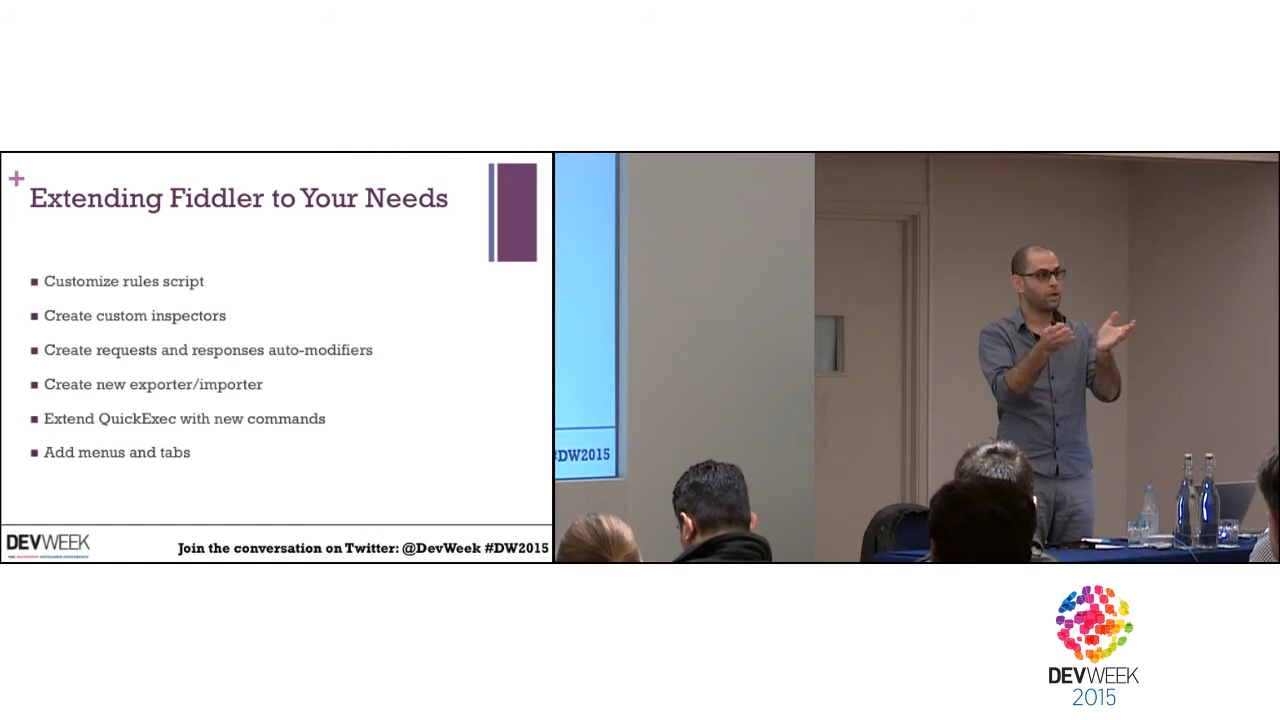 +
Extending Fiddler to Your Needs
Customize rules script
Create custom inspectors
Create requests and responses auto-modifiers
Create new exporter/importer
Extend QuickExec with new commands
Add menus and tabs
DEVWEEK
Join the conversation on Twitter: @DevWeek #DW2015
#DW2015
DEVWEEK
2015